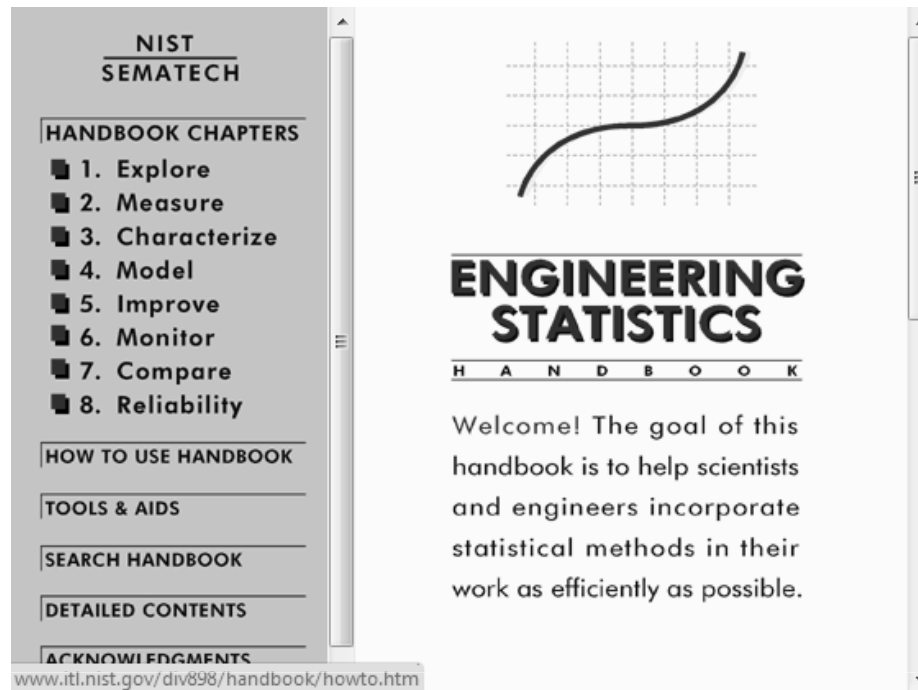 NIST
SEMATECH
HANDBOOK CHAPTERS
1. Explore
2. Measure
3. Characterize
4. Model
5. Improve
6. Monitor
7. Compare
8. Reliability
HOW TO USE HANDBOOK
TOOLS & AIDS
SEARCH HANDBOOK
DETAILED CONTENTS
ACKNOWLEDGMENTS
www.itl.nist.gov/div898/handbook/howto.htm
ENGINEERING
STATISTICS
HANDBOOK
Welcome! The goal of this
handbook is to help scientists
and engineers incorporate
statistical methods in their
work as efficiently as possible.